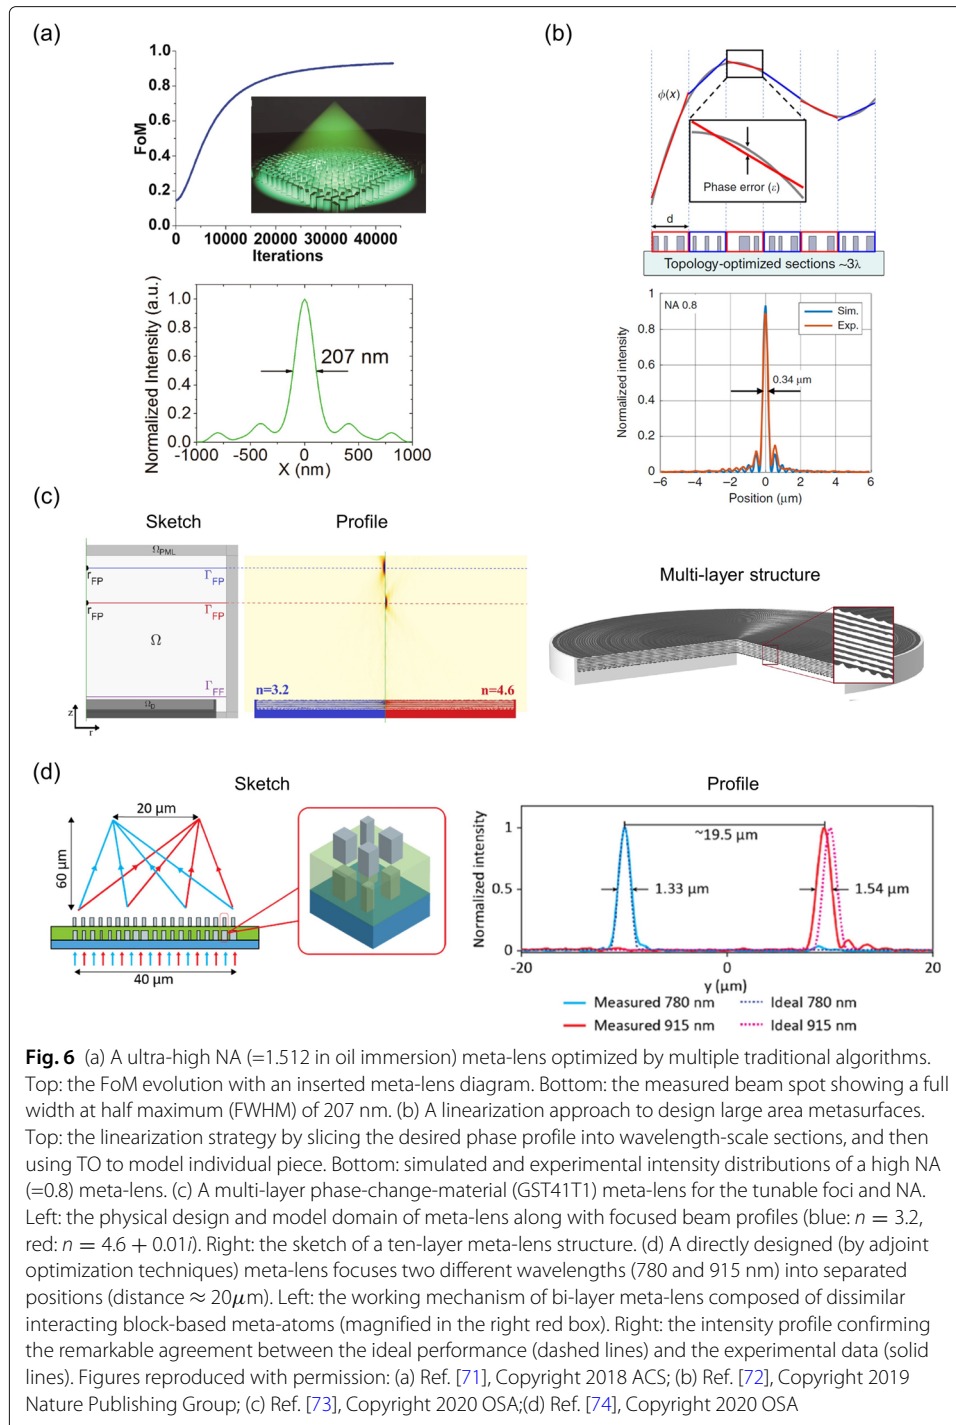 (a)
1.0
0.8
0.6
0.4
0.2
0.0
FoM
0 10000 20000 30000 40000
Iterations
1.0
0.8
0.6
0.4
0.2
0.0
Normalized Intensity (a.u.)
207 nm
-1000 -500 0 500 1000
X (nm)
(b)
ϕ(x)
Phase error (ε)
d
Topology-optimized sections ~3λ
1
0.8
0.6
0.4
0.2
0
Normalized intensity
NA 0.8
Sim.
Exp.
0.34 μm
−6 −4 −2 0 2 4 6
Position (μm)
(c)
Sketch
Profile
Ω_PML
r_FP Γ_FP
r_FP Γ_FP
Ω
Γ_FF
Ω_D
z
r
n=3.2
n=4.6
Multi-layer structure
(d)
Sketch
20 μm
60 μm
40 μm
Profile
Normalized intensity
1
0.5
0
~19.5 μm
1.33 μm
1.54 μm
-20 0 20
y (μm)
Measured 780 nm
Ideal 780 nm
Measured 915 nm
Ideal 915 nm
Fig. 6 (a) A ultra-high NA (=1.512 in oil immersion) meta-lens optimized by multiple traditional algorithms.
Top: the FoM evolution with an inserted meta-lens diagram. Bottom: the measured beam spot showing a full
width at half maximum (FWHM) of 207 nm. (b) A linearization approach to design large area metasurfaces.
Top: the linearization strategy by slicing the desired phase profile into wavelength-scale sections, and then
using TO to model individual piece. Bottom: simulated and experimental intensity distributions of a high NA
(=0.8) meta-lens. (c) A multi-layer phase-change-material (GST41T1) meta-lens for the tunable foci and NA.
Left: the physical design and model domain of meta-lens along with focused beam profiles (blue: n = 3.2,
red: n = 4.6 + 0.01i). Right: the sketch of a ten-layer meta-lens structure. (d) A directly designed (by adjoint
optimization techniques) meta-lens focuses two different wavelengths (780 and 915 nm) into separated
positions (distance ≈ 20μm). Left: the working mechanism of bi-layer meta-lens composed of dissimilar
interacting block-based meta-atoms (magnified in the right red box). Right: the intensity profile confirming
the remarkable agreement between the ideal performance (dashed lines) and the experimental data (solid
lines). Figures reproduced with permission: (a) Ref. [71], Copyright 2018 ACS; (b) Ref. [72], Copyright 2019
Nature Publishing Group; (c) Ref. [73], Copyright 2020 OSA;(d) Ref. [74], Copyright 2020 OSA